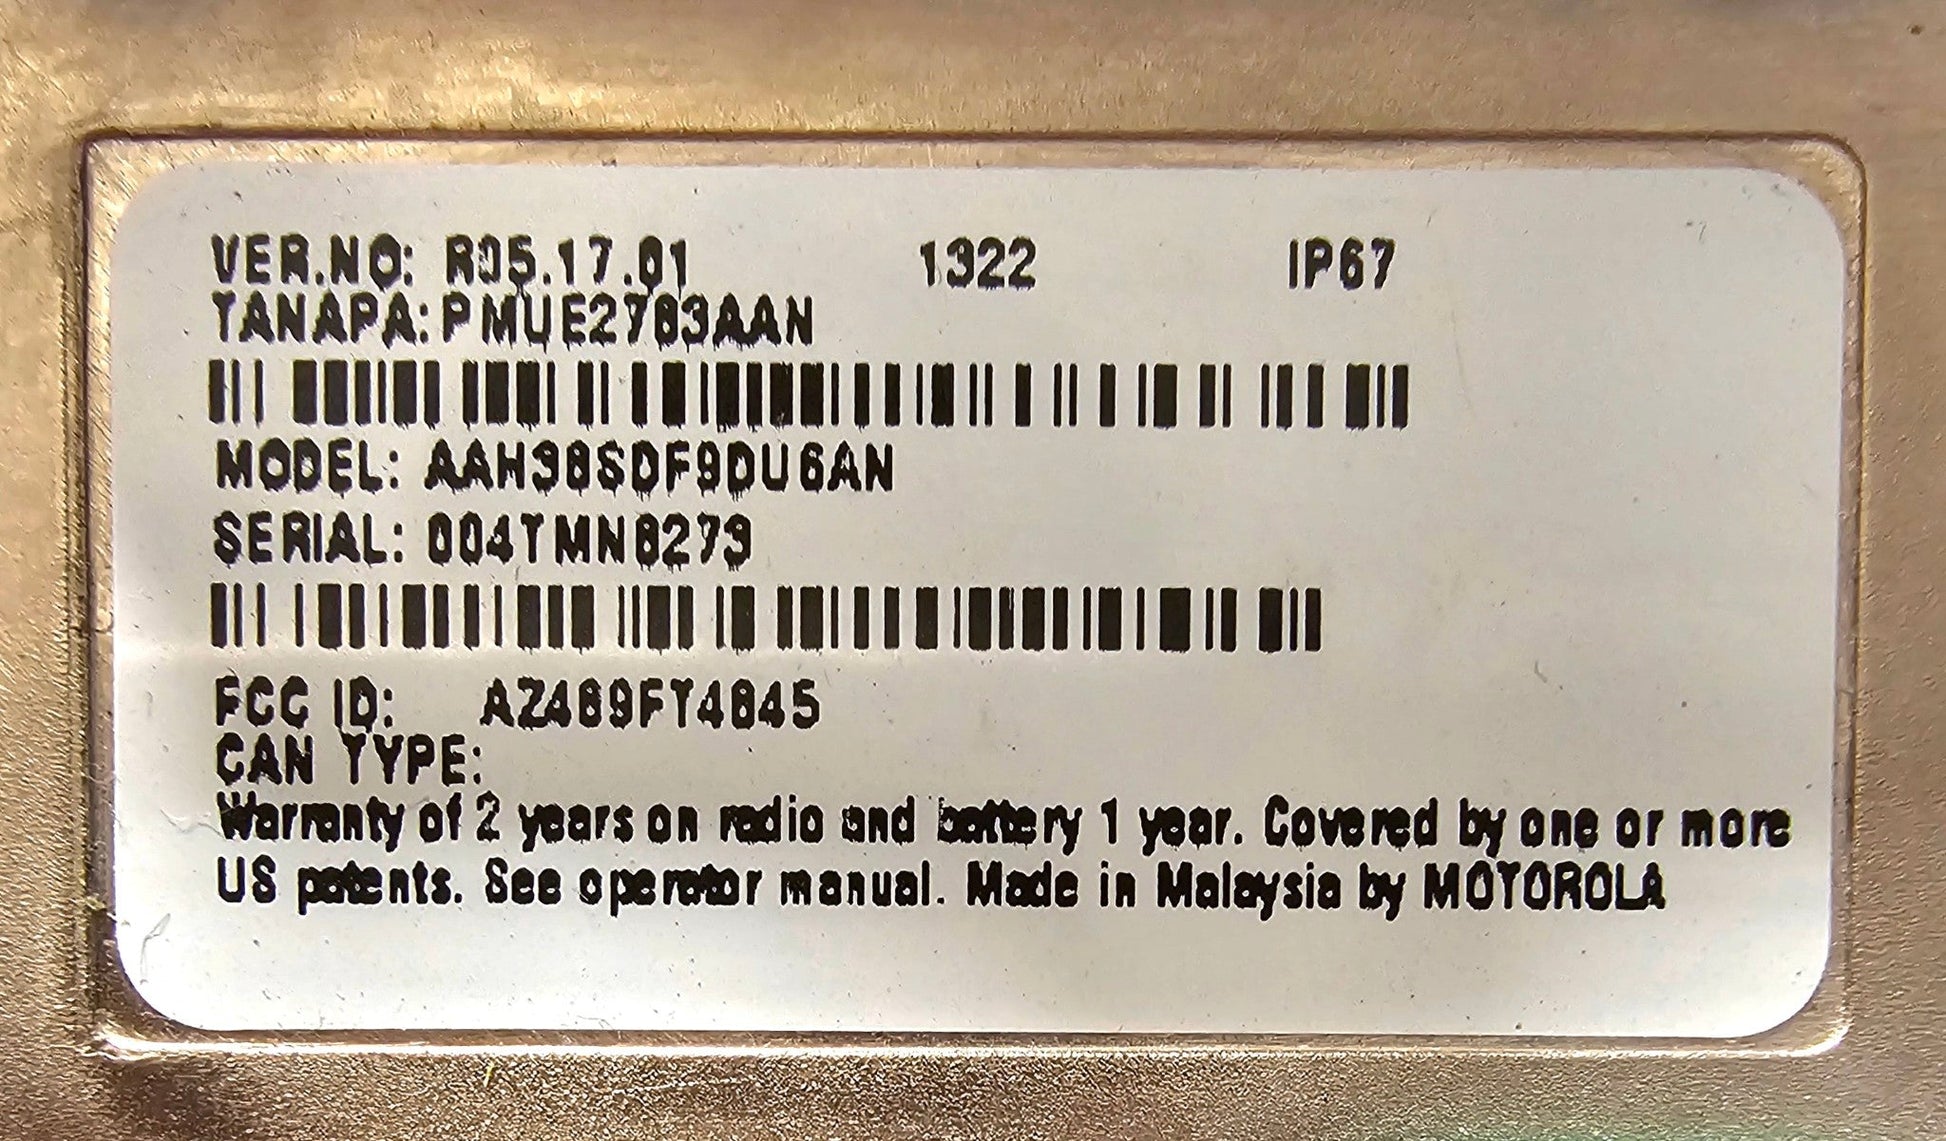 VER.NO: R05.17.01 1322 IP67
TANAPA: PMUE2783AAN
MODEL: AAH38SDF9DU6AN
SERIAL: 004TMN8273
FCC ID: AZ489FT4845
CAN TYPE:
Warranty of 2 years on radio and battery 1 year. Covered by one or more
US patents. See operator manual. Made in Malaysia by MOTOROLA